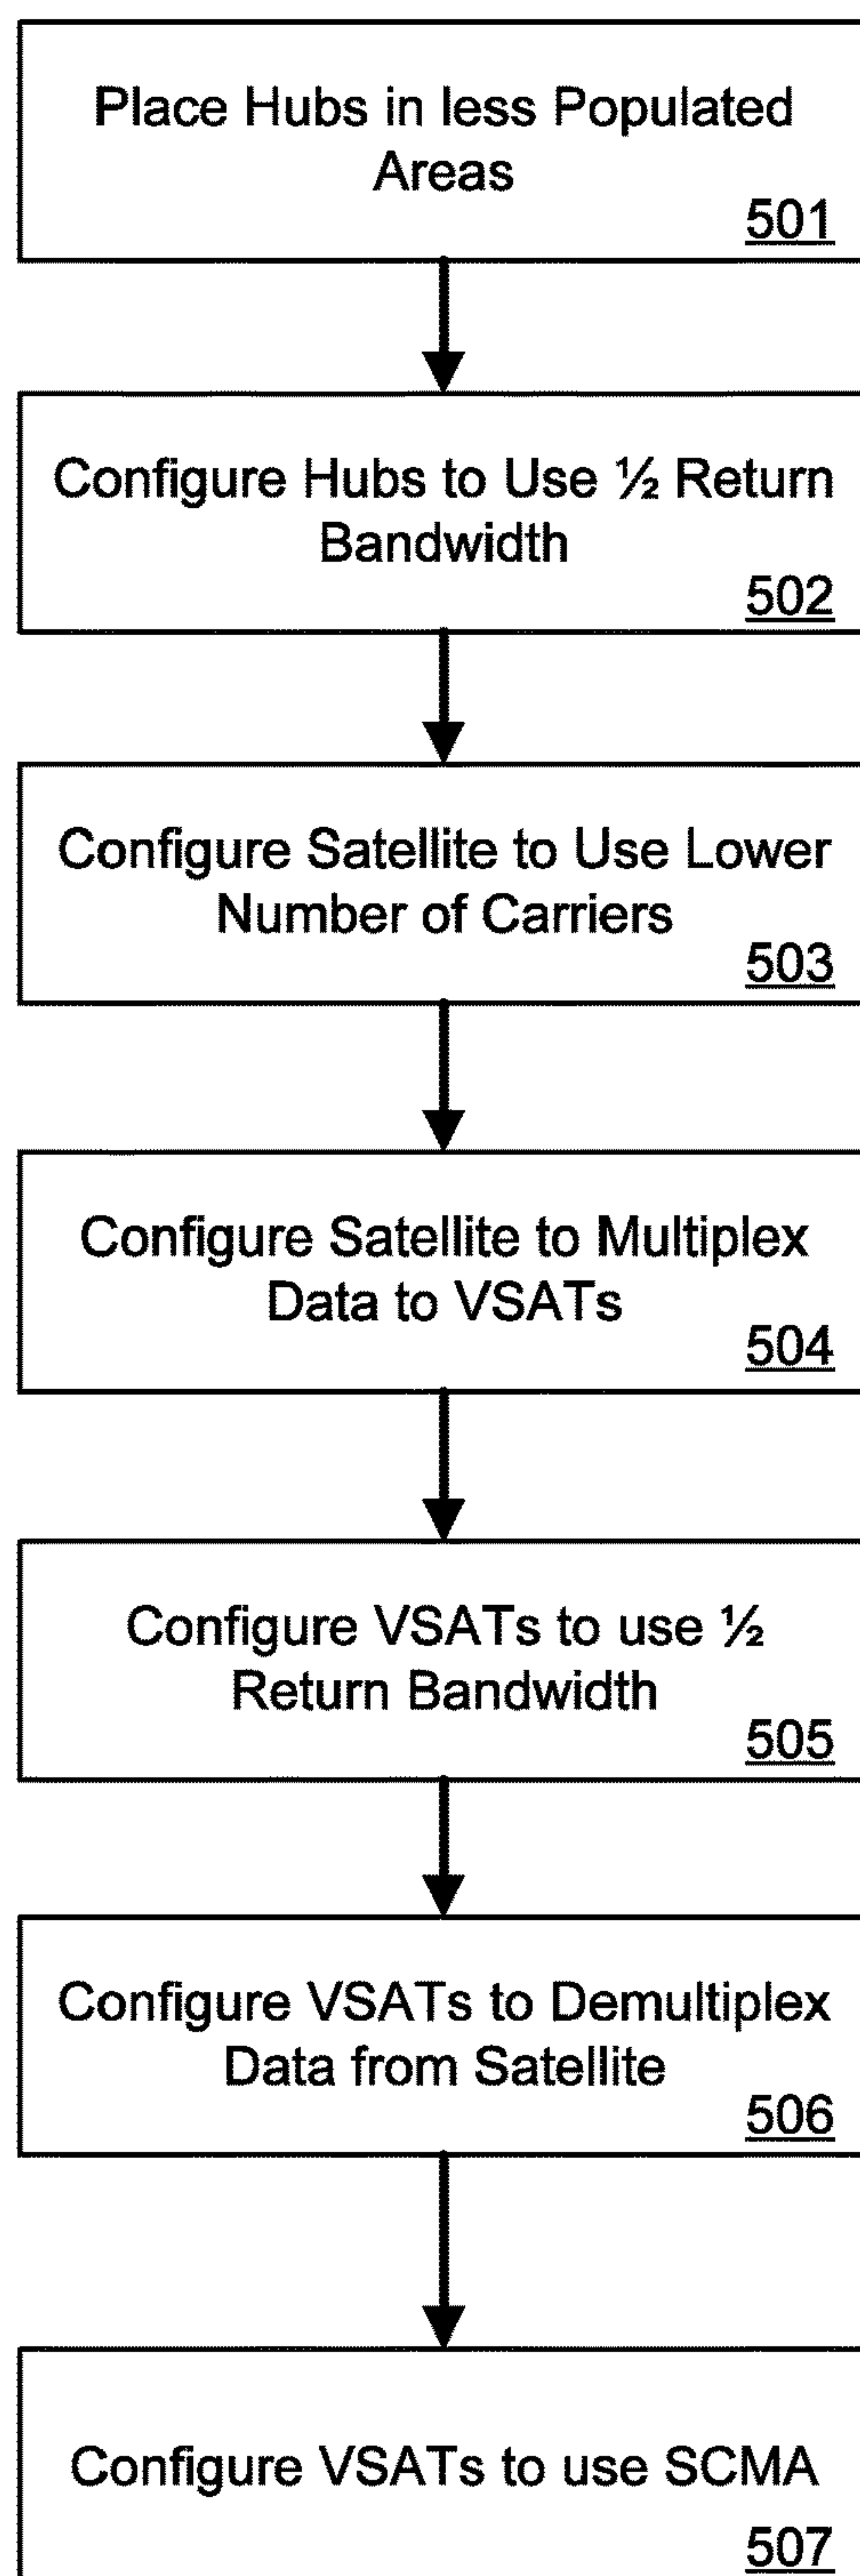 Place Hubs in less Populated
Areas
501
Configure Hubs to Use ½ Return
Bandwidth
502
Configure Satellite to Use Lower
Number of Carriers
503
Configure Satellite to Multiplex
Data to VSATs
504
Configure VSATs to use ½
Return Bandwidth
505
Configure VSATs to Demultiplex
Data from Satellite
506
Configure VSATs to use SCMA
507